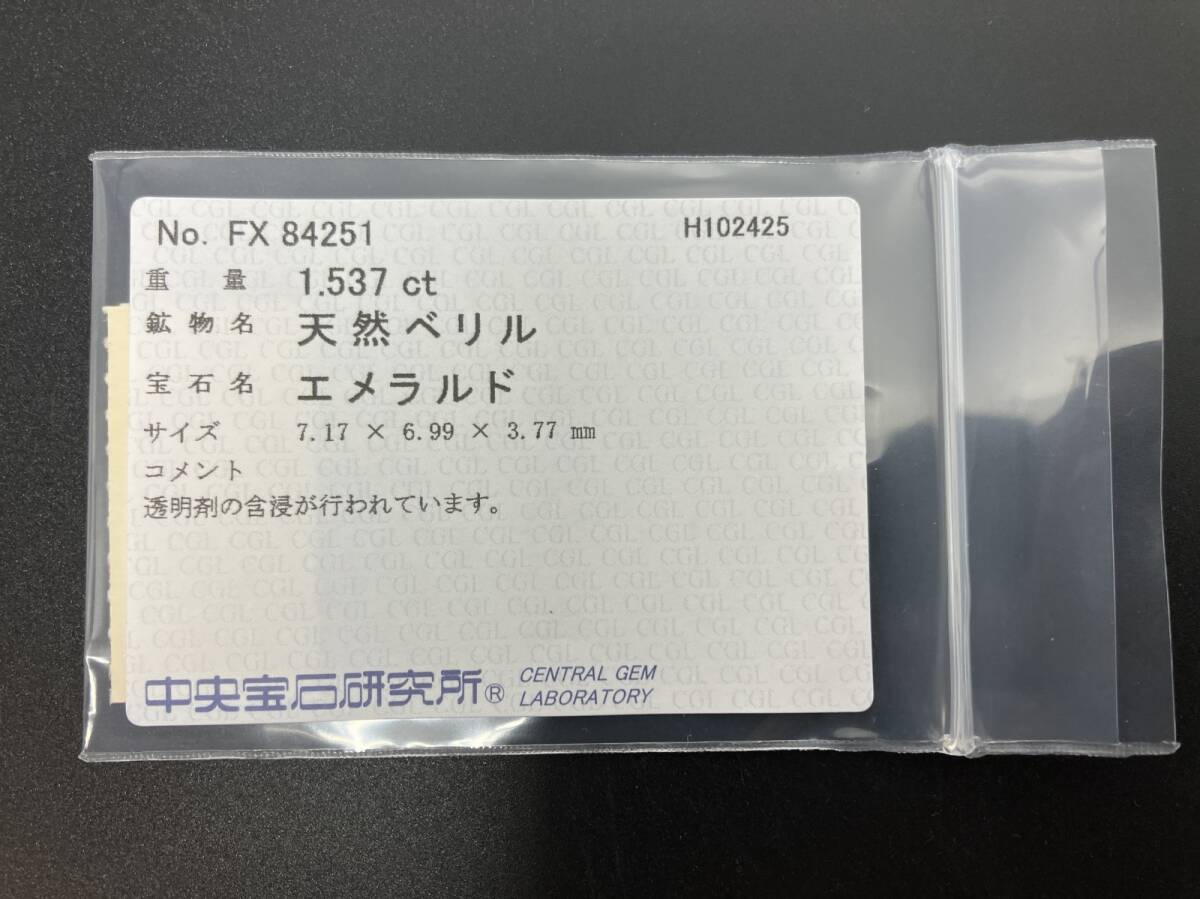 No. FX 84251 H102425
重量 1.537 ct
鉱物名 天然ベリル
宝石名 エメラルド
サイズ 7.17 × 6.99 × 3.77 mm
コメント
透明剤の含浸が行われています。
中央宝石研究所® CENTRAL GEM
LABORATORY